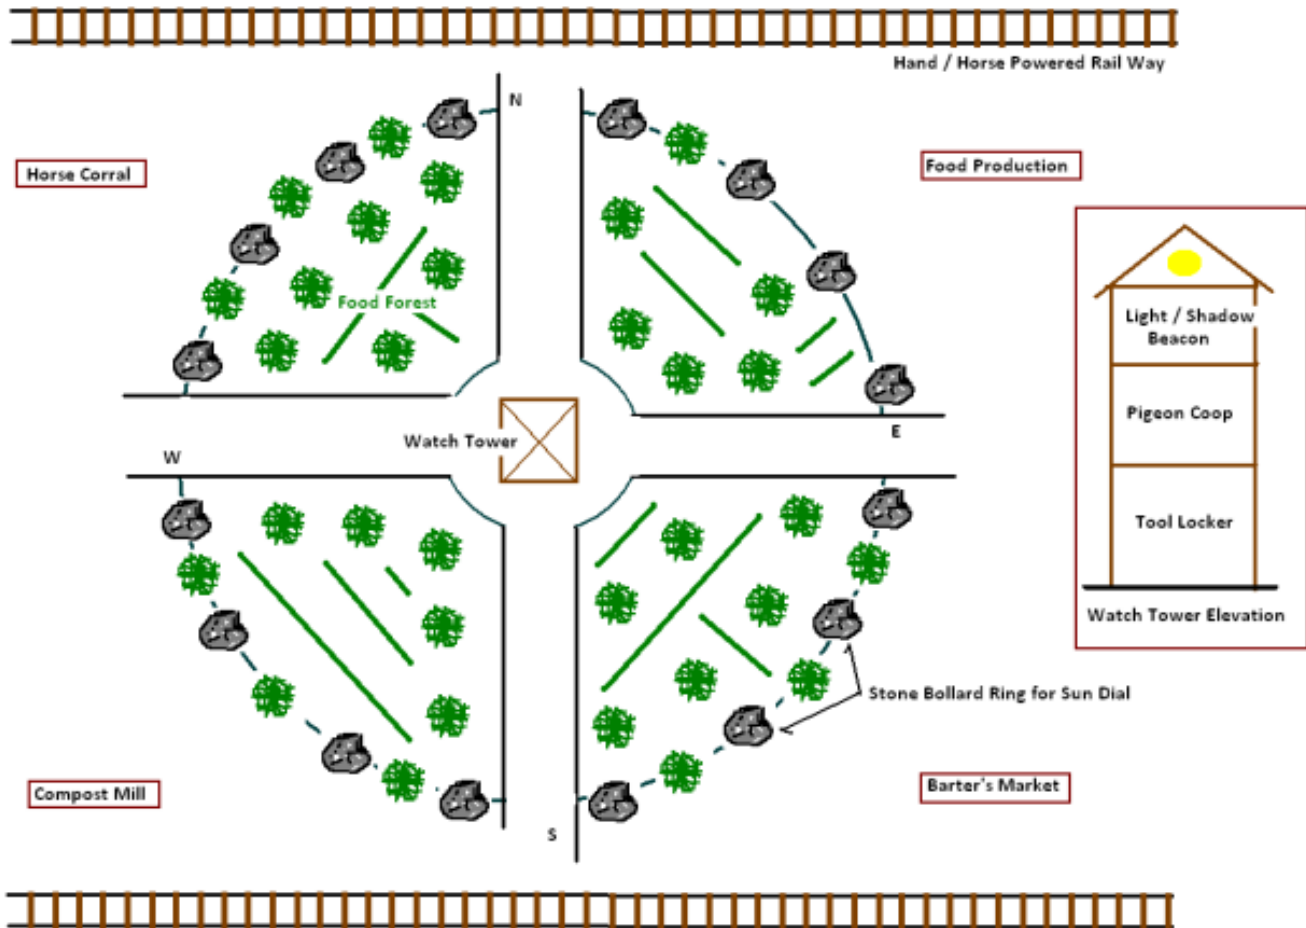 Hand / Horse Powered Rail Way
N
Horse Corral
Food Production
Food Forest
Light / Shadow
Beacon
Pigeon Coop
Watch Tower
E
W
Tool Locker
Watch Tower Elevation
Stone Bollard Ring for Sun Dial
Compost Mill
Barter's Market
S